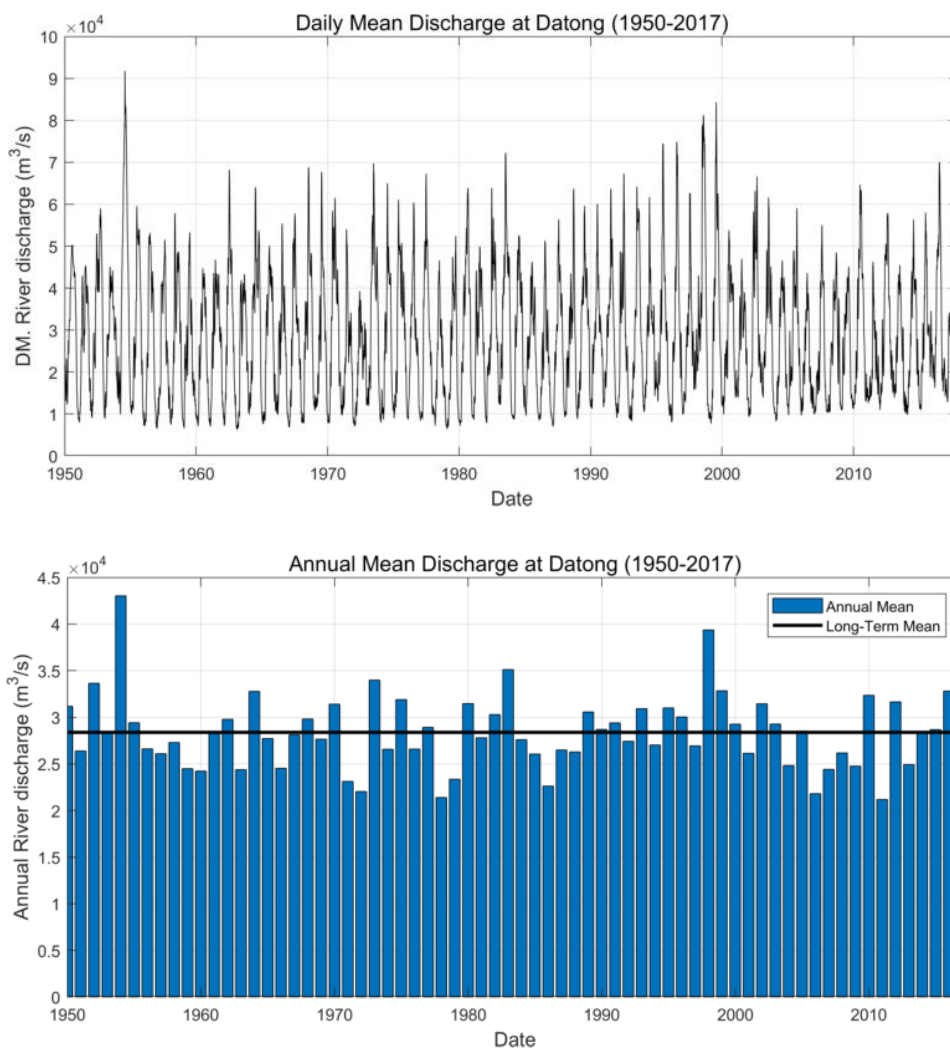 Daily Mean Discharge at Datong (1950-2017)
×10⁴
10
9
8
7
6
5
4
3
2
1
0
DM. River discharge (m³/s)
1950 1960 1970 1980 1990 2000 2010
Date
Annual Mean Discharge at Datong (1950-2017)
×10⁴
4.5
4
3.5
3
2.5
2
1.5
1
0.5
0
Annual River discharge (m³/s)
Annual Mean
Long-Term Mean
1950 1960 1970 1980 1990 2000 2010
Date